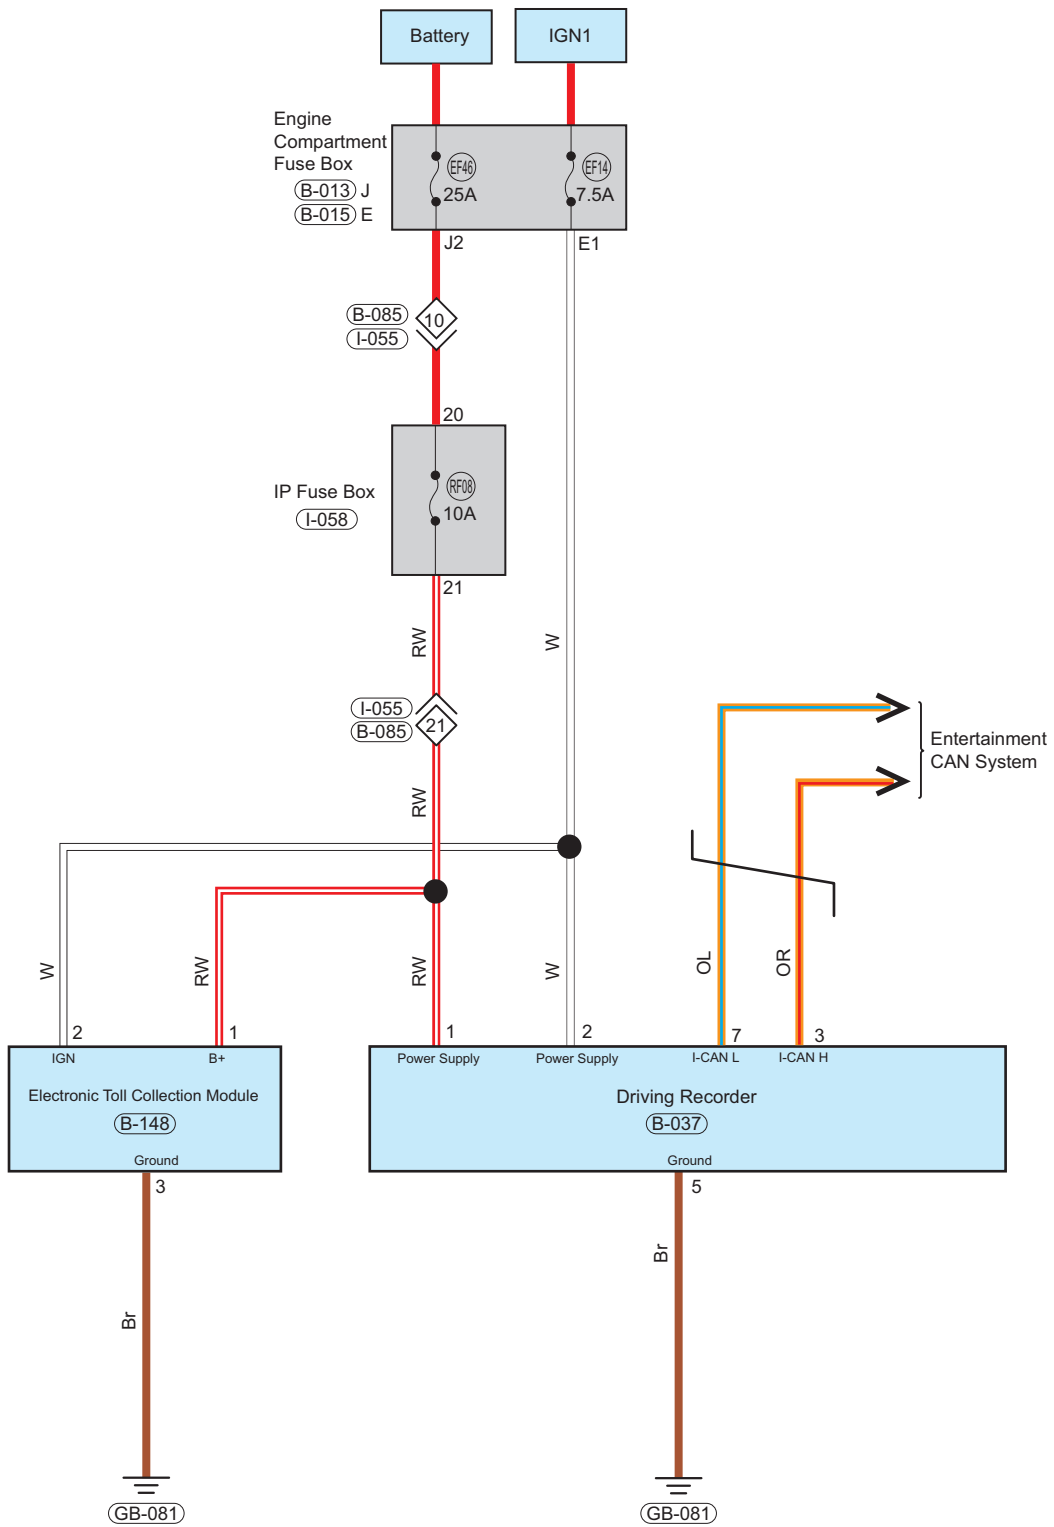 Battery
IGN1
Engine
Compartment
Fuse Box
B-013 J
B-015 E
EF46
25A
EF14
7.5A
J2
E1
B-085
I-055
10
20
IP Fuse Box
I-058
RF08
10A
21
RW
W
I-055
B-085
21
RW
Entertainment
CAN System
W
RW
RW
W
OL
OR
2
1
1
2
7
3
IGN
B+
Power Supply
Power Supply
I-CAN L
I-CAN H
Electronic Toll Collection Module
B-148
Ground
Driving Recorder
B-037
Ground
3
5
Br
Br
GB-081
GB-081